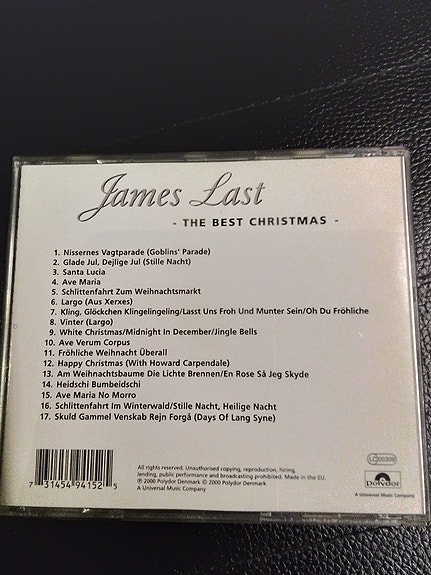 James Last
- THE BEST CHRISTMAS -
1. Nissernes Vagtparade (Goblins' Parade)
2. Glade Jul, Dejlige Jul (Stille Nacht)
3. Santa Lucia
4. Ave Maria
5. Schlittenfahrt Zum Weihnachtsmarkt
6. Largo (Aus Xerxes)
7. Kling, Glöckchen Klingelingeling/Lasst Uns Froh Und Munter Sein/Oh Du Fröhliche
8. Vinter (Largo)
9. White Christmas/Midnight In December/Jingle Bells
10. Ave Verum Corpus
11. Fröhliche Weihnacht Überall
12. Happy Christmas (With Howard Carpendale)
13. Am Weihnachtsbaume Die Lichte Brennen/En Rose Så Jeg Skyde
14. Heidschi Bumbeidschi
15. Ave Maria No Morro
16. Schlittenfahrt Im Winterwald/Stille Nacht, Heilige Nacht
17. Skuld Gammel Venskab Rejn Forgå (Days Of Lang Syne)
7 31454 94152 5
All rights reserved. Unauthorised copying, reproduction, hiring,
lending, public performance and broadcasting prohibited. Made in the EU.
℗ 2000 Polydor Denmark © 2000 Polydor Denmark
A Universal Music Company
LC 00309
Polydor
A Universal Music Company